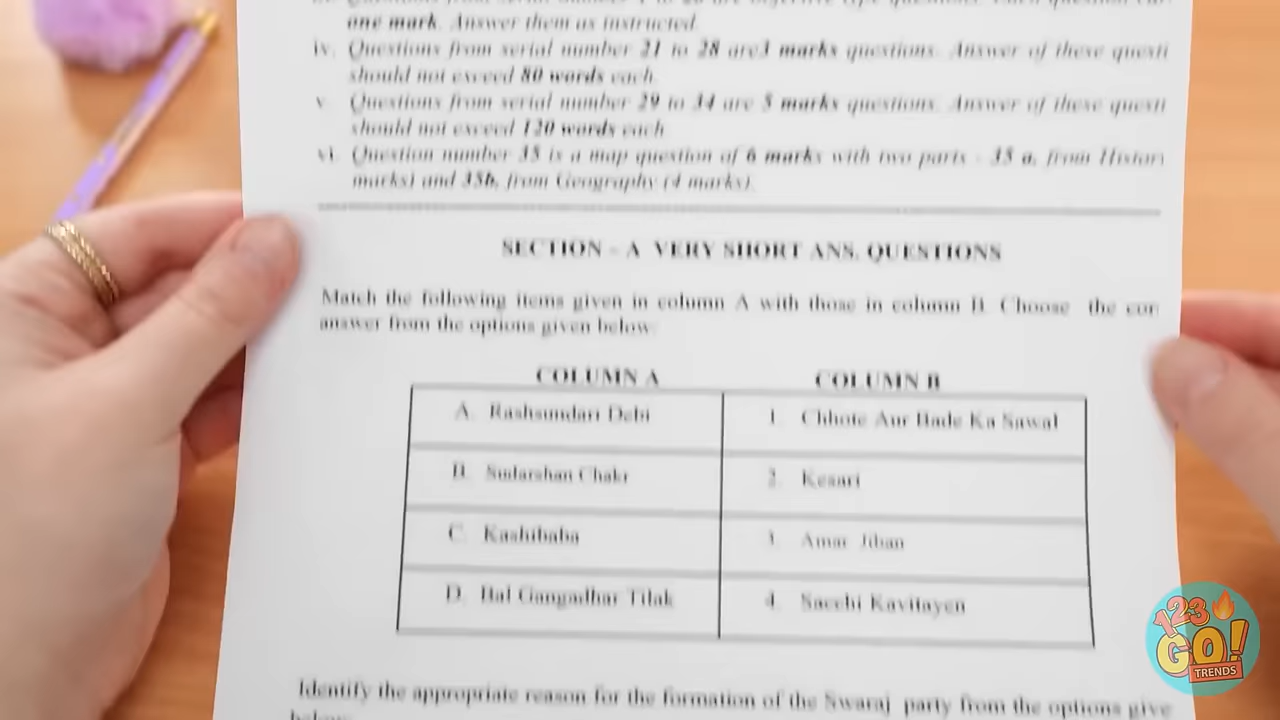 one mark. Answer them as instructed.
iv. Questions from serial number 21 to 28 are3 marks questions. Answer of these questi
should not exceed 80 words each.
v. Questions from serial number 29 to 34 are 5 marks questions. Answer of these questi
should not exceed 120 words each
vi. Question number 35 is a map question of 6 marks with two parts - 35 a. from Histor
marks) and 35b. from Geography (4 marks).
SECTION - A VERY SHORT ANS. QUESTIONS
Match the following items given in column A with those in column B. Choose the cor
answer from the options given below:
COLUMN A COLUMN B
A. Rashsundari Debi 1. Chhote Aur Bade Ka Sawal
B. Sudarshan Chakr 2. Kesari
C. Kashibaba 3. Amar Jiban
D. Bal Gangadhar Tilak 4. Sacchi Kavitayen
Identify the appropriate reason for the formation of the Swaraj party from the options give
below:
123
GO!
TRENDS